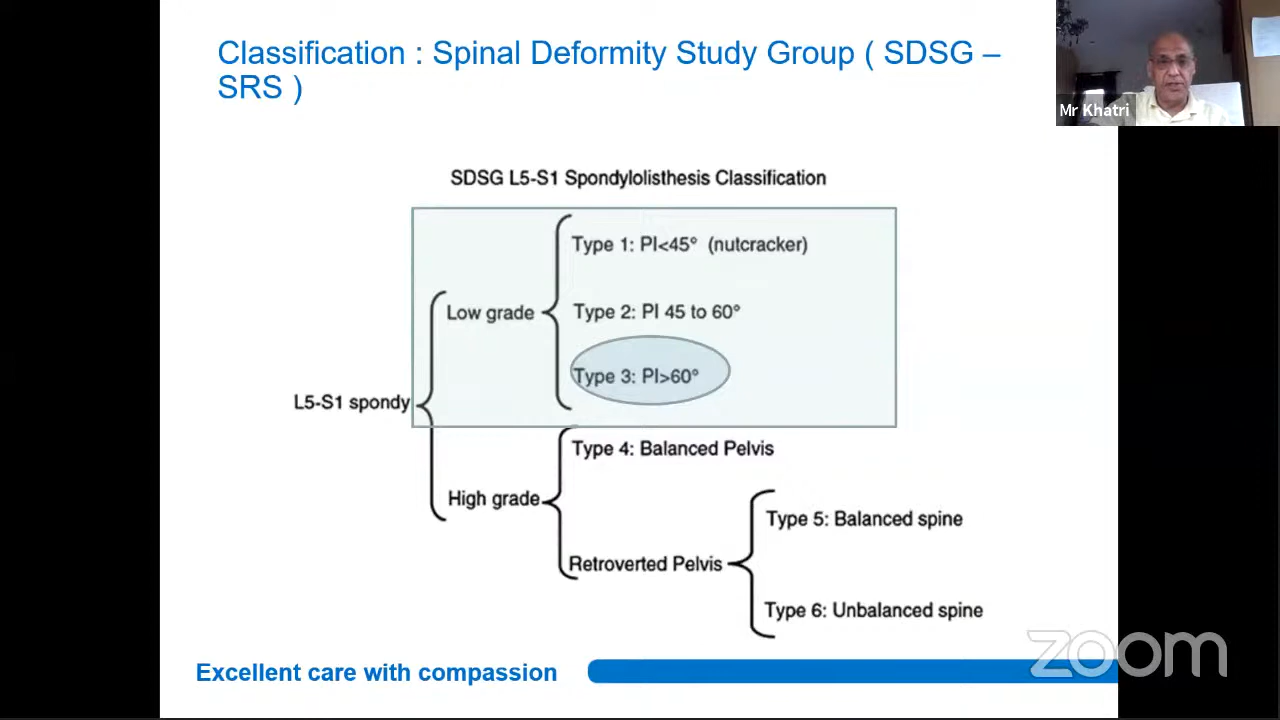 Classification : Spinal Deformity Study Group ( SDSG –
SRS )
Mr Khatri
SDSG L5-S1 Spondylolisthesis Classification
Type 1: PI<45° (nutcracker)
Low grade
Type 2: PI 45 to 60°
Type 3: PI>60°
L5-S1 spondy
Type 4: Balanced Pelvis
High grade
Type 5: Balanced spine
Retroverted Pelvis
Type 6: Unbalanced spine
Excellent care with compassion
zoom